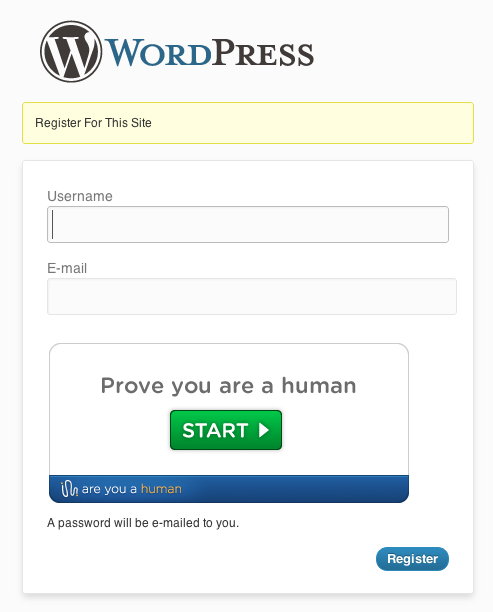 WORDPRESS
Register For This Site
Username
E-mail
Prove you are a human
START
are you a human
A password will be e-mailed to you.
Register